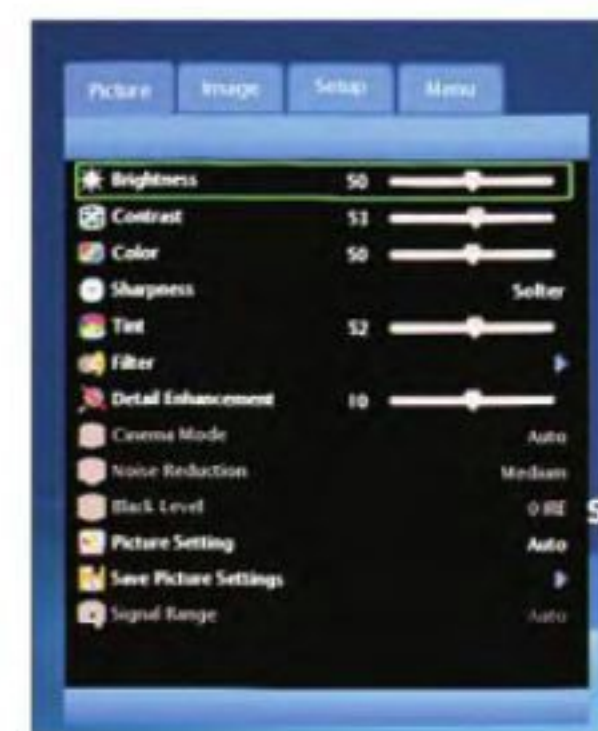 Picture Image Setup Menu
Brightness 50
Contrast 53
Color 50
Sharpness Softer
Tint 52
Filter
Detail Enhancement 10
Cinema Mode Auto
Noise Reduction Medium
Black Level 0 IRE
Picture Setting Auto
Save Picture Settings
Signal Range Auto
S